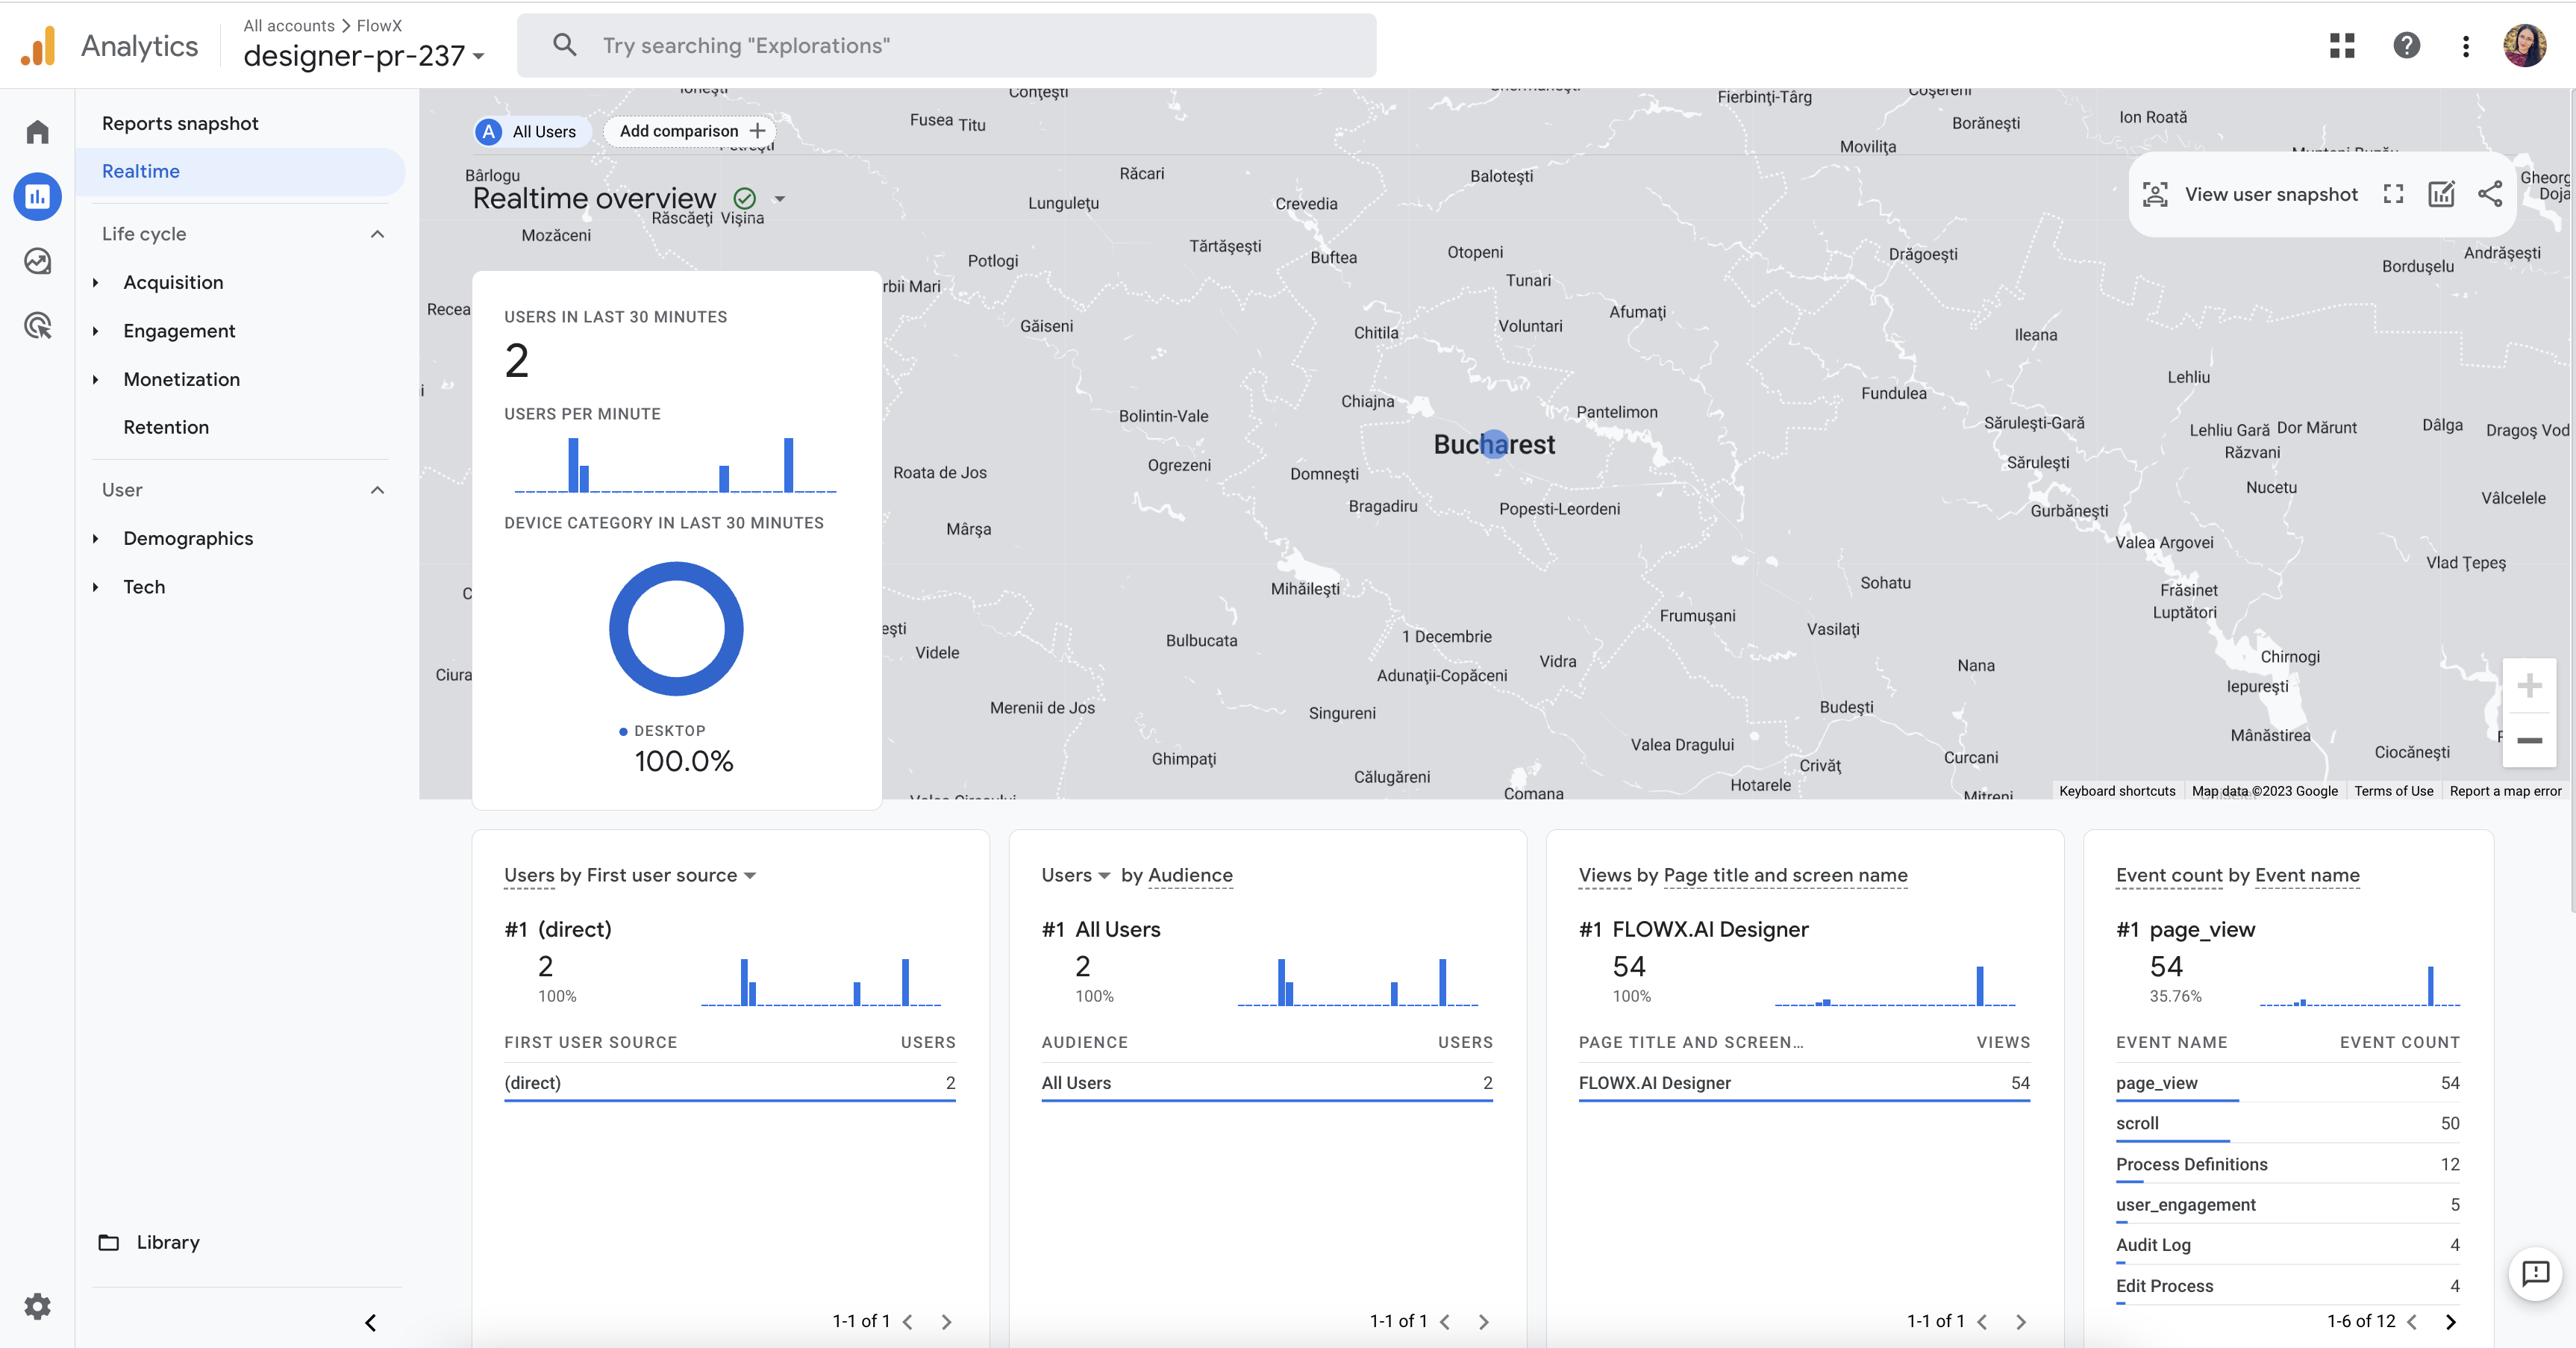 Analytics
All accounts > FlowX
designer-pr-237
Try searching "Explorations"
Reports snapshot
Realtime
Life cycle
Acquisition
Engagement
Monetization
Retention
User
Demographics
Tech
Library
A All Users
Add comparison +
Realtime overview
View user snapshot
USERS IN LAST 30 MINUTES
2
USERS PER MINUTE
DEVICE CATEGORY IN LAST 30 MINUTES
DESKTOP
100.0%
Conțești
Fierbinți-Târg
Ion Roată
Fusea
Titu
Borănești
Movilița
Bârlogu
Răcari
Balotești
Răscăeți
Vișina
Lungulețu
Crevedia
Mozăceni
Tărtășești
Otopeni
Drăgoești
Andrășești
Potlogi
Buftea
Bordușelu
Tunari
Recea
Găiseni
Chitila
Voluntari
Afumați
Ileana
Lehliu
Chiajna
Pantelimon
Fundulea
Bolintin-Vale
Bucharest
Sărulești-Gară
Lehliu Gară
Dor Mărunt
Dâlga
Dragoș Vod
Răzvani
Roata de Jos
Ogrezeni
Domnești
Sărulești
Nucetu
Vâlcelele
Bragadiru
Popesti-Leordeni
Gurbănești
Mârșa
Valea Argovei
Vlad Țepeș
Mihăilești
Sohatu
Frăsinet
Luptători
Frumușani
Vasilați
Videle
Bulbucata
1 Decembrie
Vidra
Nana
Chirnogi
Ciura
Adunații-Copăceni
Iepurești
Merenii de Jos
Singureni
Budești
Mânăstirea
Ghimpați
Valea Dragului
Crivăț
Curcani
Ciocănești
Călugăreni
Comana
Hotarele
Mitreni
Keyboard shortcuts
Map data ©2023 Google
Terms of Use
Report a map error
Users by First user source
#1 (direct)
2
100%
FIRST USER SOURCE USERS
(direct) 2
1-1 of 1
Users by Audience
#1 All Users
2
100%
AUDIENCE USERS
All Users 2
1-1 of 1
Views by Page title and screen name
#1 FLOWX.AI Designer
54
100%
PAGE TITLE AND SCREEN... VIEWS
FLOWX.AI Designer 54
1-1 of 1
Event count by Event name
#1 page_view
54
35.76%
EVENT NAME EVENT COUNT
page_view 54
scroll 50
Process Definitions 12
user_engagement 5
Audit Log 4
Edit Process 4
1-6 of 12